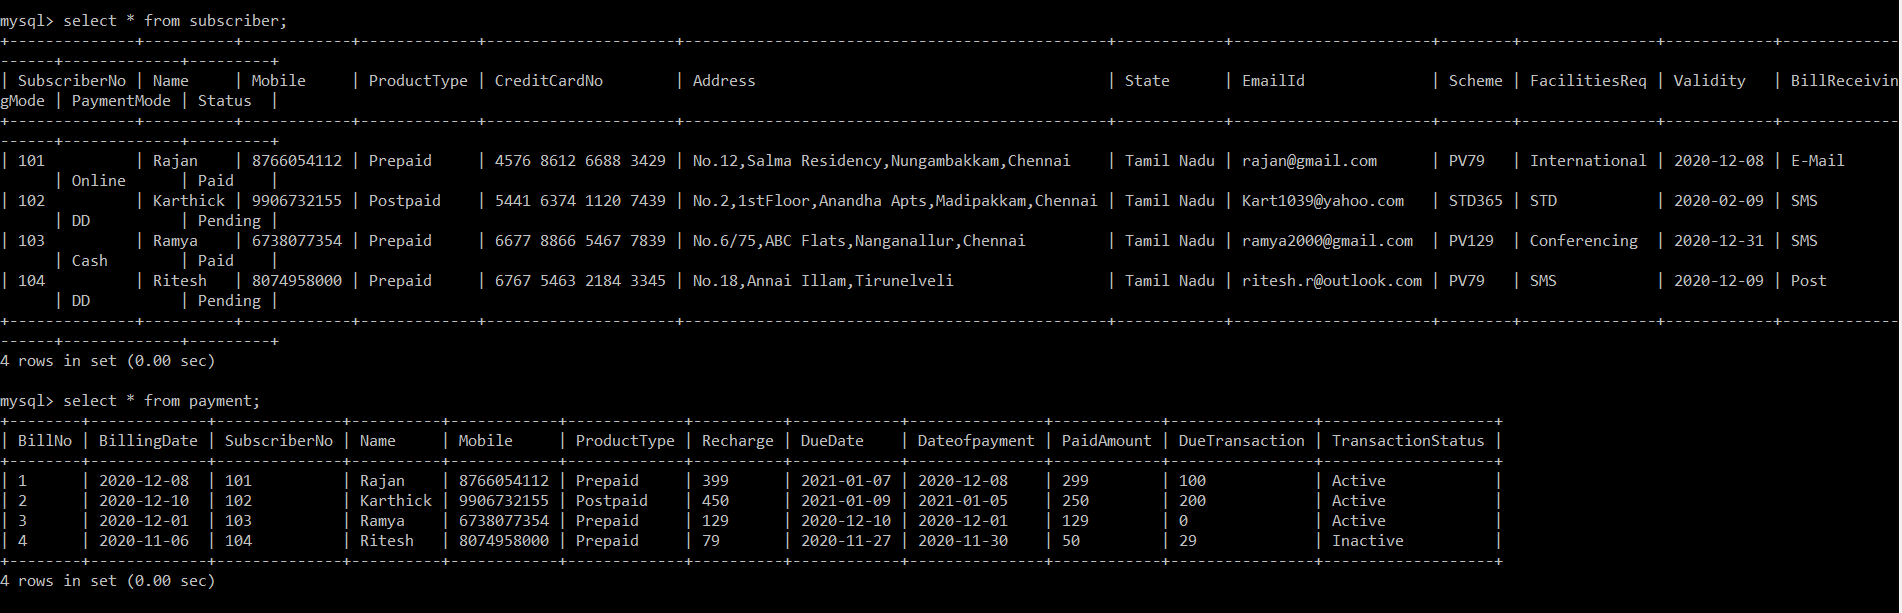 mysql> select * from subscriber;
+--------------+----------+------------+-------------+---------------------+-----------------------------------------------+------------+----------------------+--------+---------------+------------+-------------
------+-------------+---------+
| SubscriberNo | Name     | Mobile     | ProductType | CreditCardNo        | Address                                       | State      | EmailId              | Scheme | FacilitiesReq | Validity   | BillReceivin
gMode | PaymentMode | Status  |
+--------------+----------+------------+-------------+---------------------+-----------------------------------------------+------------+----------------------+--------+---------------+------------+-------------
------+-------------+---------+
| 101          | Rajan    | 8766054112 | Prepaid     | 4576 8612 6688 3429 | No.12,Salma Residency,Nungambakkam,Chennai    | Tamil Nadu | rajan@gmail.com      | PV79   | International | 2020-12-08 | E-Mail
      | Online      | Paid    |
| 102          | Karthick | 9906732155 | Postpaid    | 5441 6374 1120 7439 | No.2,1stFloor,Anandha Apts,Madipakkam,Chennai | Tamil Nadu | Kart1039@yahoo.com   | STD365 | STD           | 2020-02-09 | SMS
      | DD          | Pending |
| 103          | Ramya    | 6738077354 | Prepaid     | 6677 8866 5467 7839 | No.6/75,ABC Flats,Nanganallur,Chennai         | Tamil Nadu | ramya2000@gmail.com  | PV129  | Conferencing  | 2020-12-31 | SMS
      | Cash        | Paid    |
| 104          | Ritesh   | 8074958000 | Prepaid     | 6767 5463 2184 3345 | No.18,Annai Illam,Tirunelveli                 | Tamil Nadu | ritesh.r@outlook.com | PV79   | SMS           | 2020-12-09 | Post
      | DD          | Pending |
+--------------+----------+------------+-------------+---------------------+-----------------------------------------------+------------+----------------------+--------+---------------+------------+-------------
------+-------------+---------+
4 rows in set (0.00 sec)

mysql> select * from payment;
+--------+-------------+--------------+----------+------------+-------------+----------+------------+---------------+------------+----------------+-------------------+
| BillNo | BillingDate | SubscriberNo | Name     | Mobile     | ProductType | Recharge | DueDate    | Dateofpayment | PaidAmount | DueTransaction | TransactionStatus |
+--------+-------------+--------------+----------+------------+-------------+----------+------------+---------------+------------+----------------+-------------------+
| 1      | 2020-12-08  | 101          | Rajan    | 8766054112 | Prepaid     | 399      | 2021-01-07 | 2020-12-08    | 299        | 100            | Active            |
| 2      | 2020-12-10  | 102          | Karthick | 9906732155 | Postpaid    | 450      | 2021-01-09 | 2021-01-05    | 250        | 200            | Active            |
| 3      | 2020-12-01  | 103          | Ramya    | 6738077354 | Prepaid     | 129      | 2020-12-10 | 2020-12-01    | 129        | 0              | Active            |
| 4      | 2020-11-06  | 104          | Ritesh   | 8074958000 | Prepaid     | 79       | 2020-11-27 | 2020-11-30    | 50         | 29             | Inactive          |
+--------+-------------+--------------+----------+------------+-------------+----------+------------+---------------+------------+----------------+-------------------+
4 rows in set (0.00 sec)